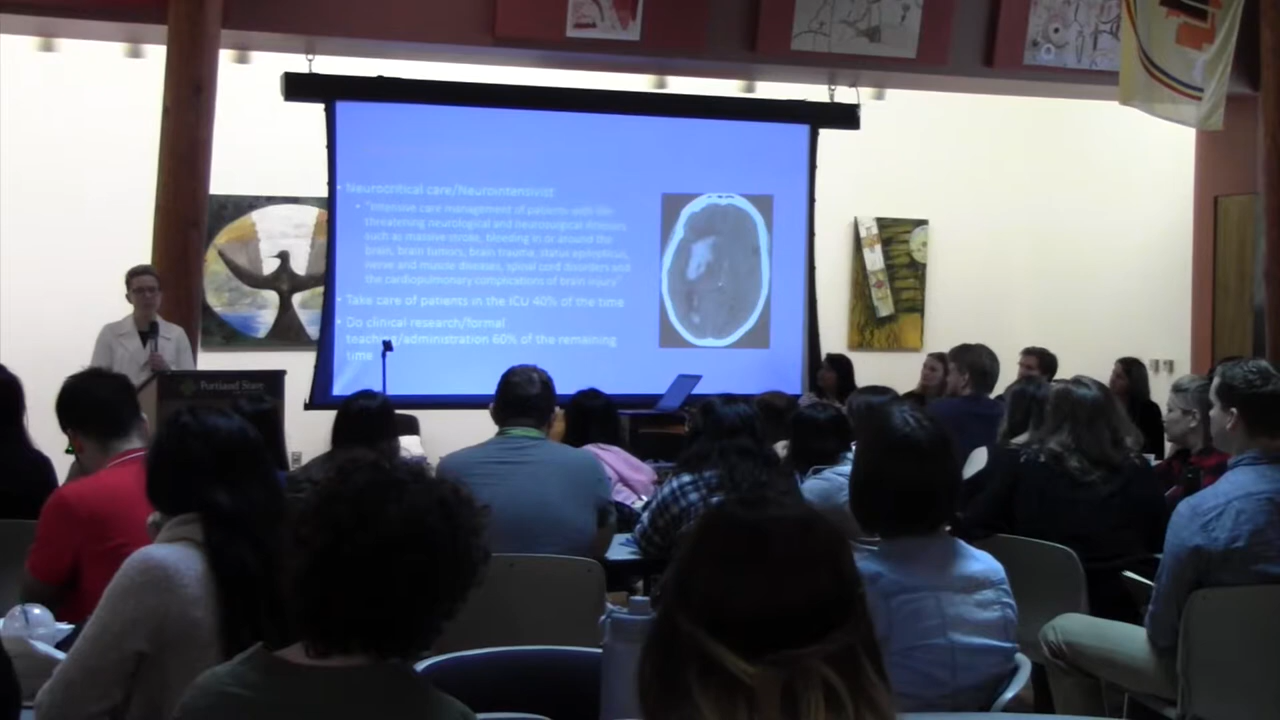 • Neurocritical care/Neurointensivist
• "Intensive care management of patients with life-
threatening neurological and neurosurgical illnesses
such as massive stroke, bleeding in or around the
brain, brain tumors, brain trauma, status epilepticus,
nerve and muscle diseases, spinal cord disorders and
the cardiopulmonary complications of brain injury"
• Take care of patients in the ICU 40% of the time
• Do clinical research/formal
teaching/administration 60% of the remaining
time
Portland State